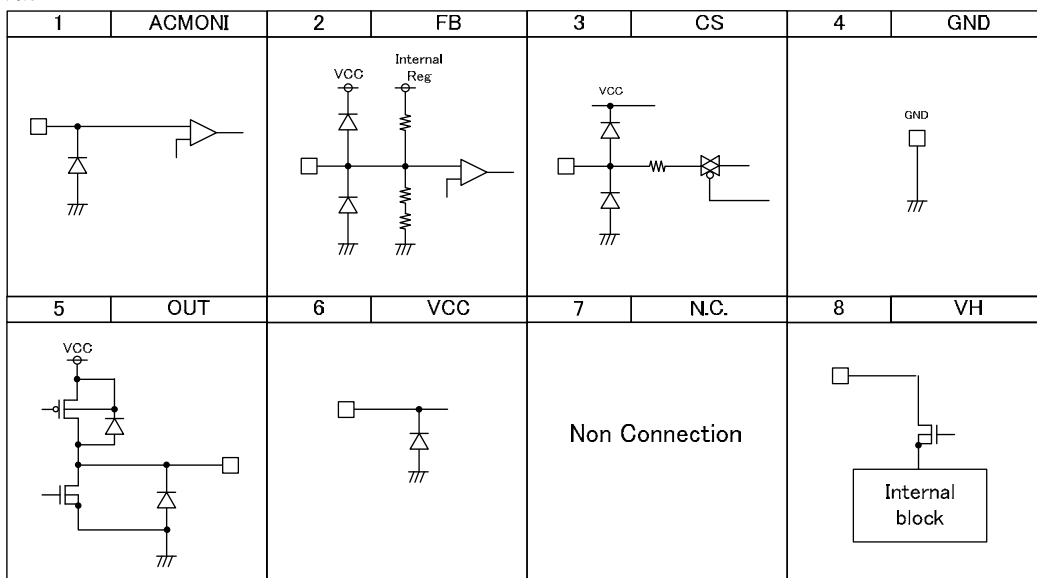 1 ACMONI 2 FB 3 CS 4 GND
VCC
Internal
Reg
VCC
GND
5 OUT 6 VCC 7 N.C. 8 VH
VCC
Non Connection
Internal
block